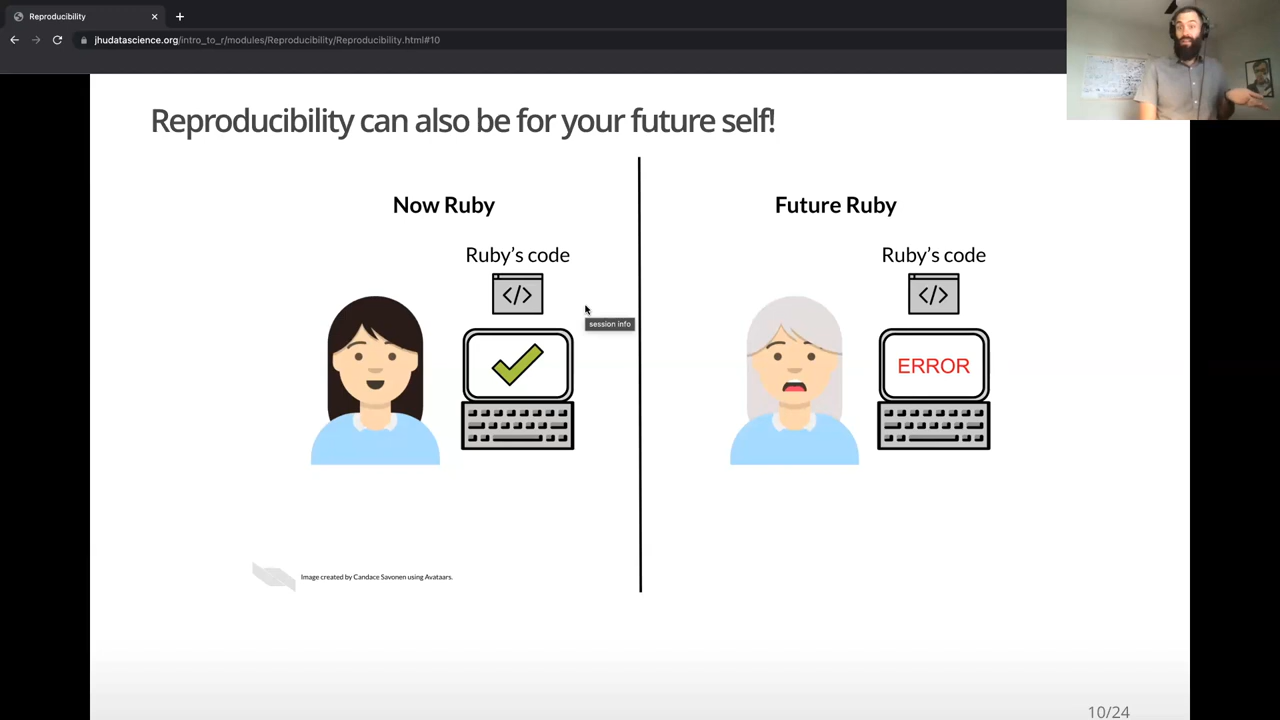 Reproducibility
jhudatascience.org/intro_to_r/modules/Reproducibility/Reproducibility.html#10
Reproducibility can also be for your future self!
Now Ruby
Ruby's code
</>
session info
Future Ruby
Ruby's code
</>
ERROR
Image created by Candace Savonen using Avataars.
10/24